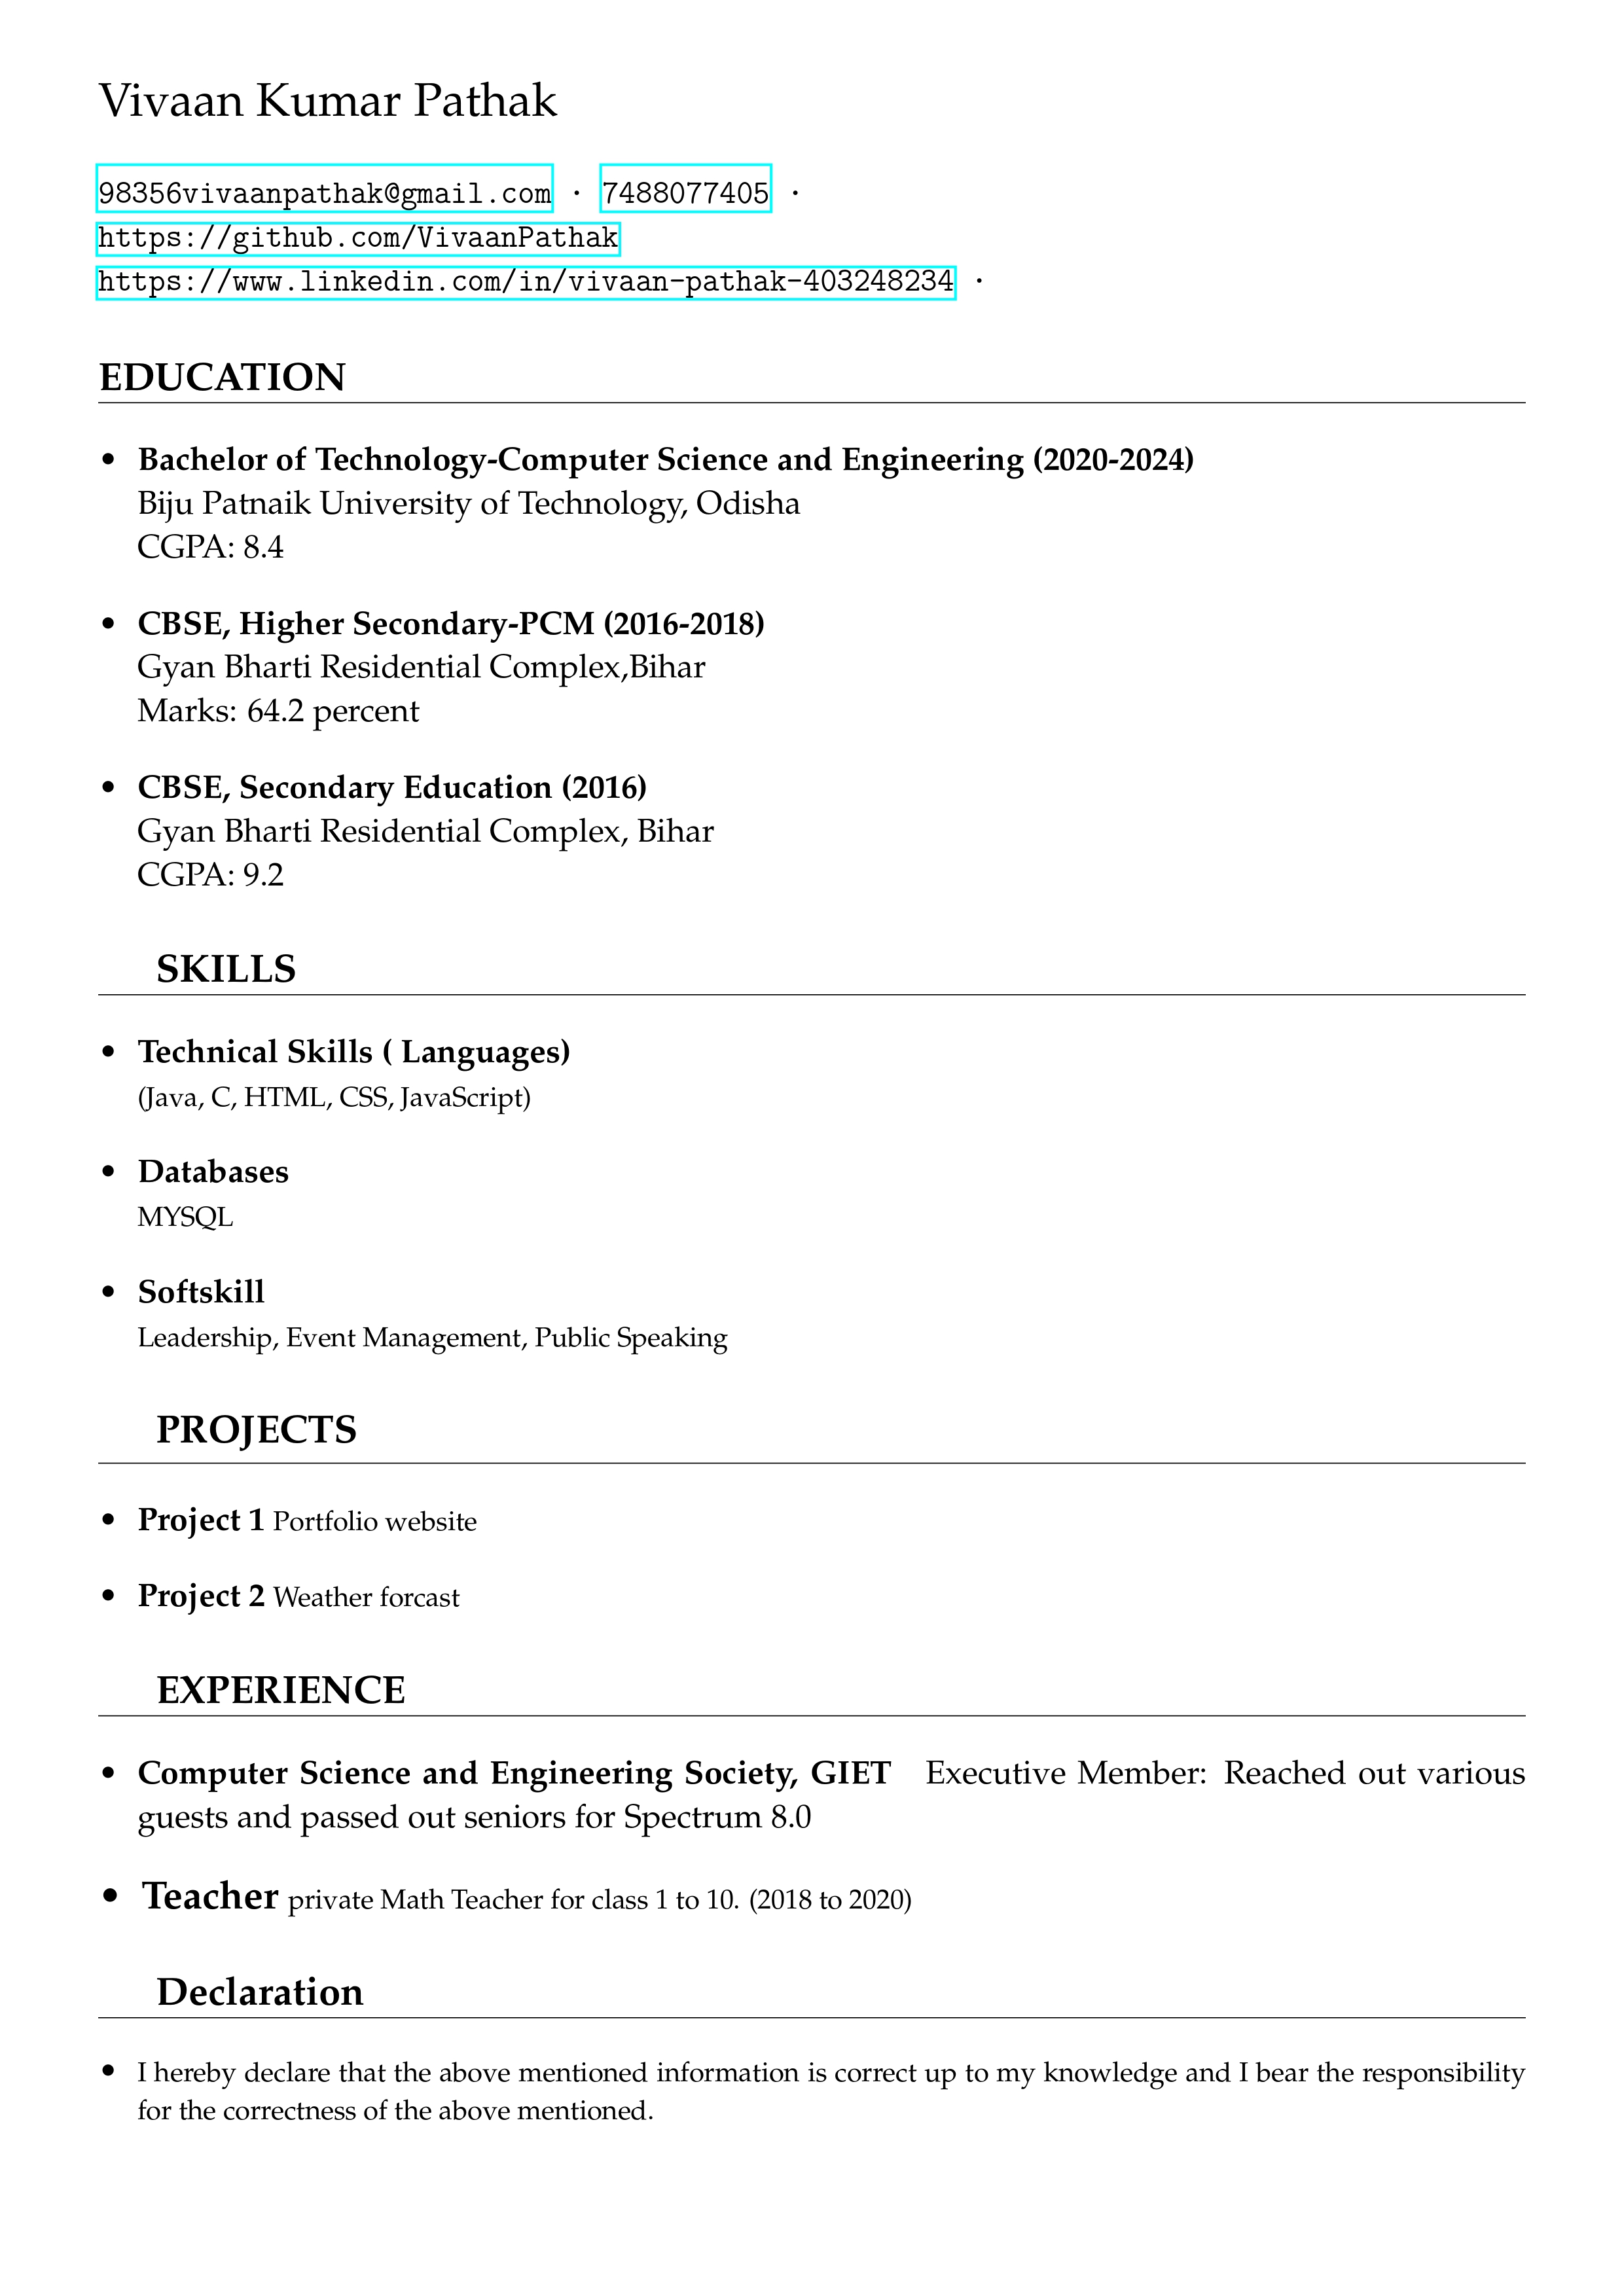 Vivaan Kumar Pathak
98356vivaanpathak@gmail.com · 7488077405 ·
https://github.com/VivaanPathak
https://www.linkedin.com/in/vivaan-pathak-403248234 ·
EDUCATION
• Bachelor of Technology-Computer Science and Engineering (2020-2024)
Biju Patnaik University of Technology, Odisha
CGPA: 8.4
• CBSE, Higher Secondary-PCM (2016-2018)
Gyan Bharti Residential Complex,Bihar
Marks: 64.2 percent
• CBSE, Secondary Education (2016)
Gyan Bharti Residential Complex, Bihar
CGPA: 9.2
SKILLS
• Technical Skills ( Languages)
(Java, C, HTML, CSS, JavaScript)
• Databases
MYSQL
• Softskill
Leadership, Event Management, Public Speaking
PROJECTS
• Project 1 Portfolio website
• Project 2 Weather forcast
EXPERIENCE
• Computer Science and Engineering Society, GIET Executive Member: Reached out various
guests and passed out seniors for Spectrum 8.0
• Teacher private Math Teacher for class 1 to 10. (2018 to 2020)
Declaration
• I hereby declare that the above mentioned information is correct up to my knowledge and I bear the responsibility
for the correctness of the above mentioned.